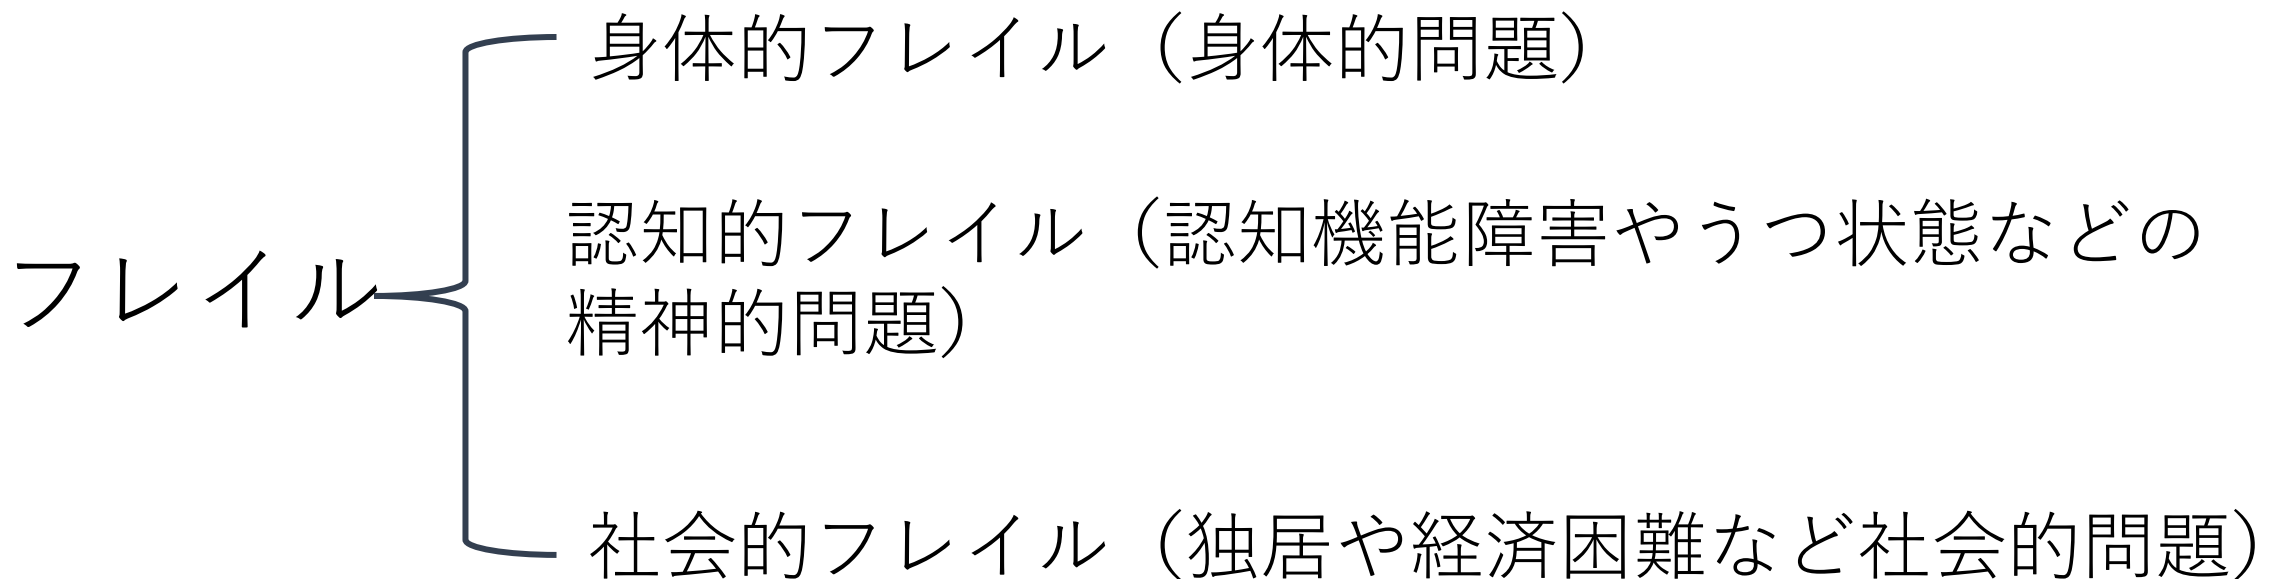 フレイル
身体的フレイル（身体的問題）
認知的フレイル（認知機能障害やうつ状態などの
精神的問題）
社会的フレイル（独居や経済困難など社会的問題）